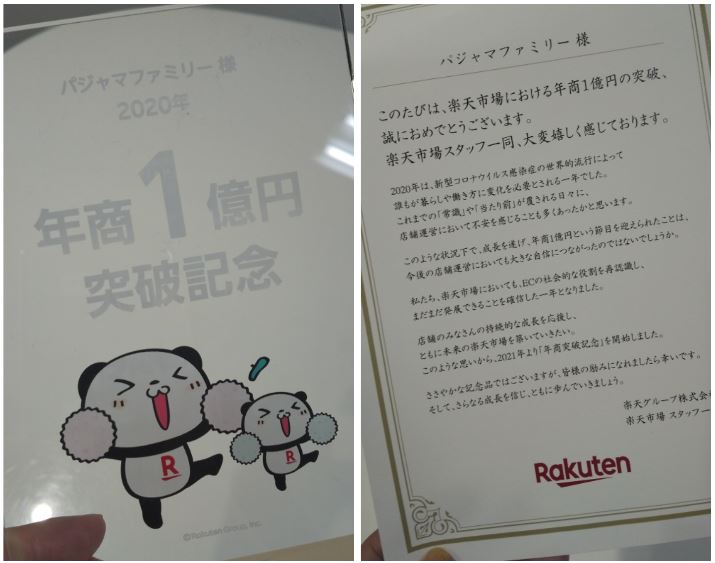 パジャマファミリー 様
2020年
年商1億円
突破記念
R
R
©Rakuten Group, Inc.
パジャマファミリー 様
このたびは、楽天市場における年商1億円の突破、
誠におめでとうございます。
楽天市場スタッフ一同、大変嬉しく感じております。
2020年は、新型コロナウイルス感染症の世界的流行によって
誰もが暮らしや働き方に変化を必要とされる一年でした。
これまでの「常識」や「当たり前」が覆される日々に、
店舗運営において不安を感じることも多くあったかと思います。
このような状況下で、成長を遂げ、年商1億円という節目を迎えられたことは、
今後の店舗運営においても大きな自信につながったのではないでしょうか。
私たち、楽天市場においても、ECの社会的な役割を再認識し、
まだまだ発展できることを確信した一年となりました。
店舗のみなさんの持続的な成長を応援し、
ともに未来の楽天市場を築いていきたい。
このような思いから、2021年より「年商突破記念」を開始しました。
ささやかな記念品ではございますが、皆様の励みになれましたら幸いです。
そして、さらなる成長を信じ、ともに歩んでいきましょう。
楽天グループ株式会
楽天市場 スタッフ一
Rakuten